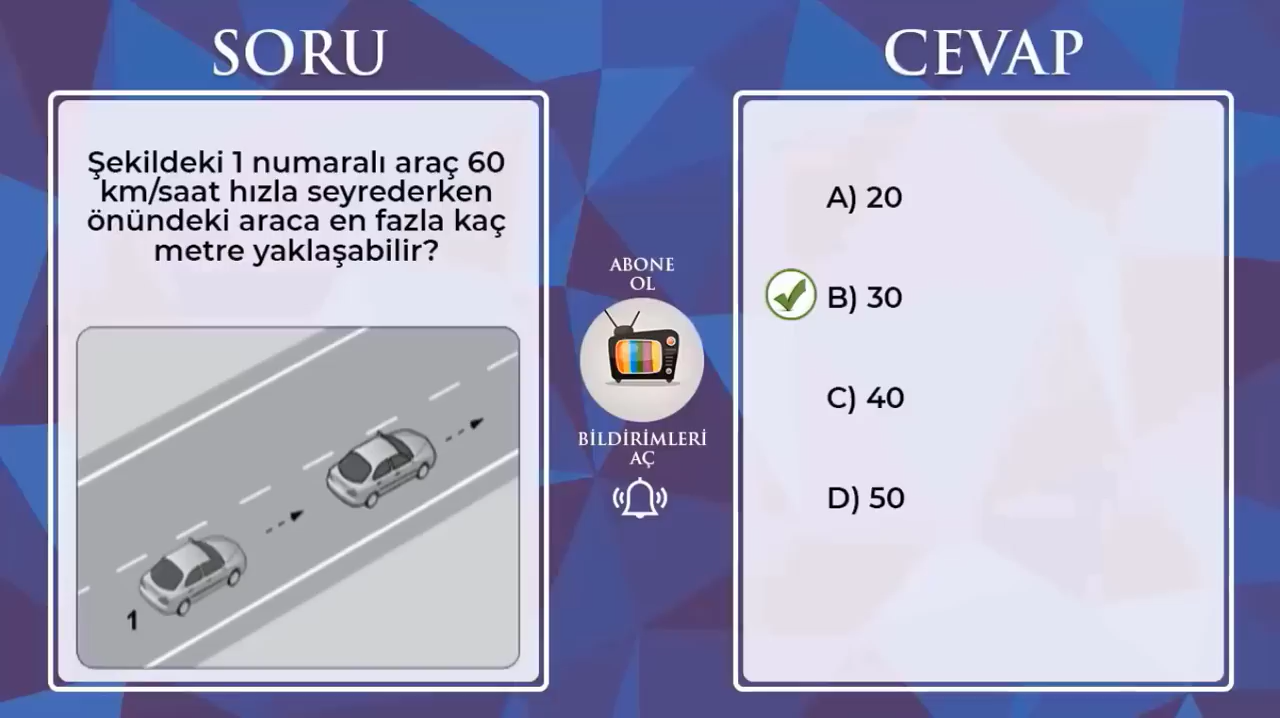 SORU
Şekildeki 1 numaralı araç 60
km/saat hızla seyrederken
önündeki araca en fazla kaç
metre yaklaşabilir?
1
ABONE
OL
BİLDİRİMLERİ
AÇ
CEVAP
A) 20
B) 30
C) 40
D) 50